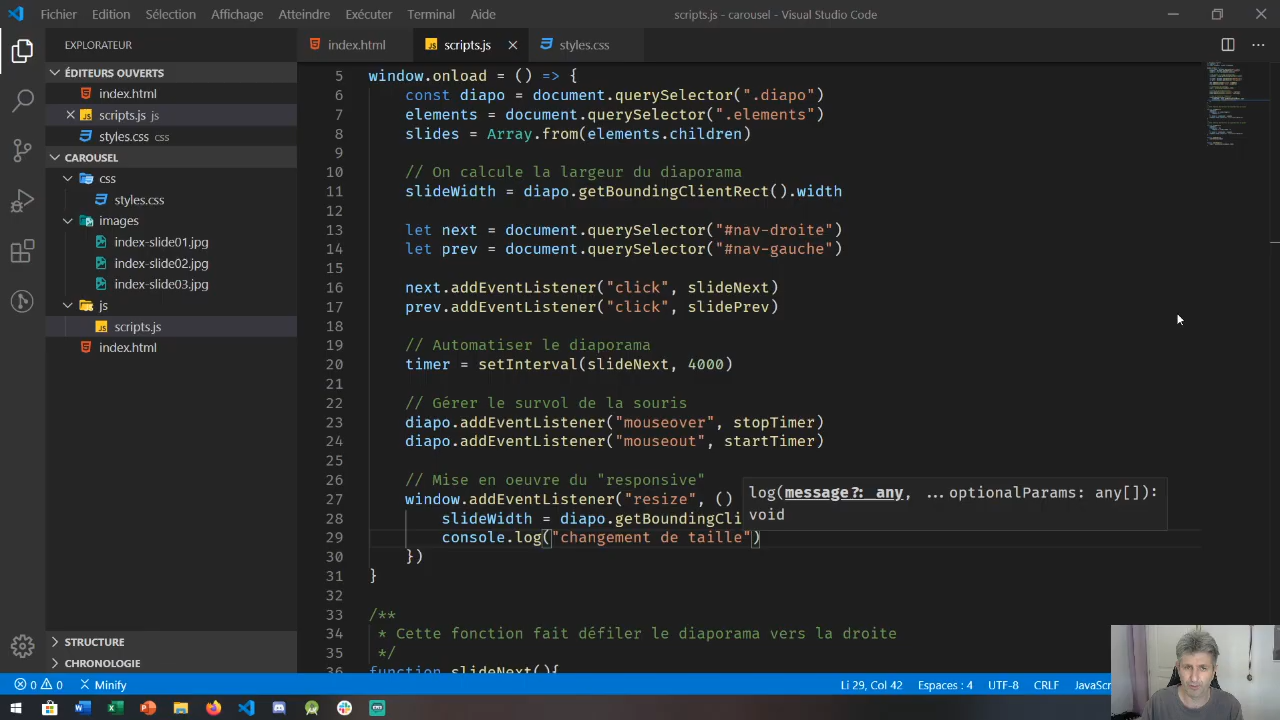 Fichier Edition Sélection Affichage Atteindre Exécuter Terminal Aide scripts.js - carousel - Visual Studio Code
EXPLORATEUR
ÉDITEURS OUVERTS
index.html
scripts.js js
styles.css css
CAROUSEL
css
styles.css
images
index-slide01.jpg
index-slide02.jpg
index-slide03.jpg
js
scripts.js
index.html
STRUCTURE
CHRONOLOGIE
index.html scripts.js styles.css
5 window.onload = () => {
6 const diapo = document.querySelector(".diapo")
7 elements = document.querySelector(".elements")
8 slides = Array.from(elements.children)
9
10 // On calcule la largeur du diaporama
11 slideWidth = diapo.getBoundingClientRect().width
12
13 let next = document.querySelector("#nav-droite")
14 let prev = document.querySelector("#nav-gauche")
15
16 next.addEventListener("click", slideNext)
17 prev.addEventListener("click", slidePrev)
18
19 // Automatiser le diaporama
20 timer = setInterval(slideNext, 4000)
21
22 // Gérer le survol de la souris
23 diapo.addEventListener("mouseover", stopTimer)
24 diapo.addEventListener("mouseout", startTimer)
25
26 // Mise en oeuvre du "responsive"
27 window.addEventListener("resize", ()
28 slideWidth = diapo.getBoundingCli
29 console.log("changement de taille")
30 })
31 }
32
33 /**
34 * Cette fonction fait défiler le diaporama vers la droite
35 */
36 function slideNext(){
log(message?: any, ...optionalParams: any[]):
void
0 0 Minify Li 29, Col 42 Espaces : 4 UTF-8 CRLF JavaScr